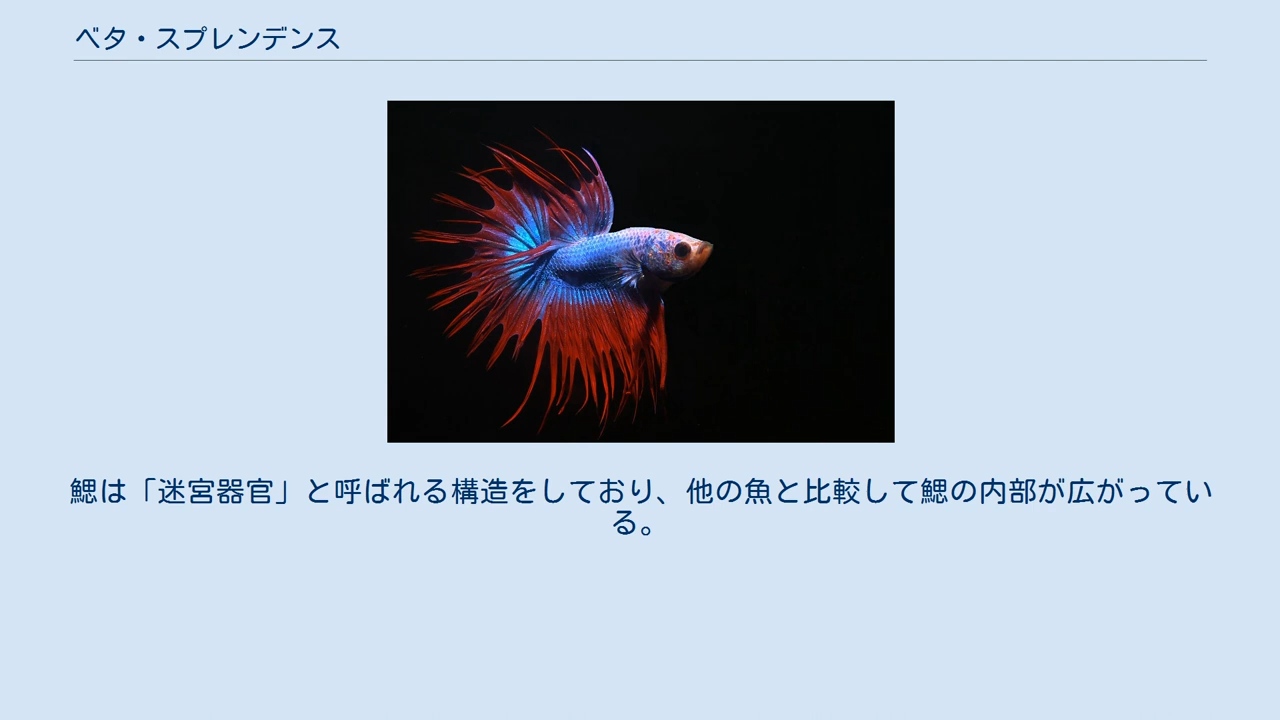 ベタ・スプレンデンス
鰓は「迷宮器官」と呼ばれる構造をしており、他の魚と比較して鰓の内部が広がってい
る。